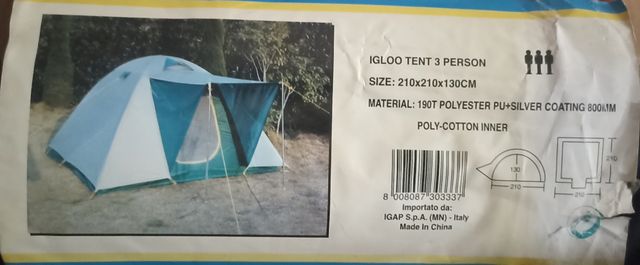 IGLOO TENT 3 PERSON
SIZE: 210x210x130CM
MATERIAL: 190T POLYESTER PU+SILVER COATING 800MM
POLY-COTTON INNER
8 008087 303337
Importato da:
IGAP S.p.A. (MN) - Italy
Made In China
130
210
210
210